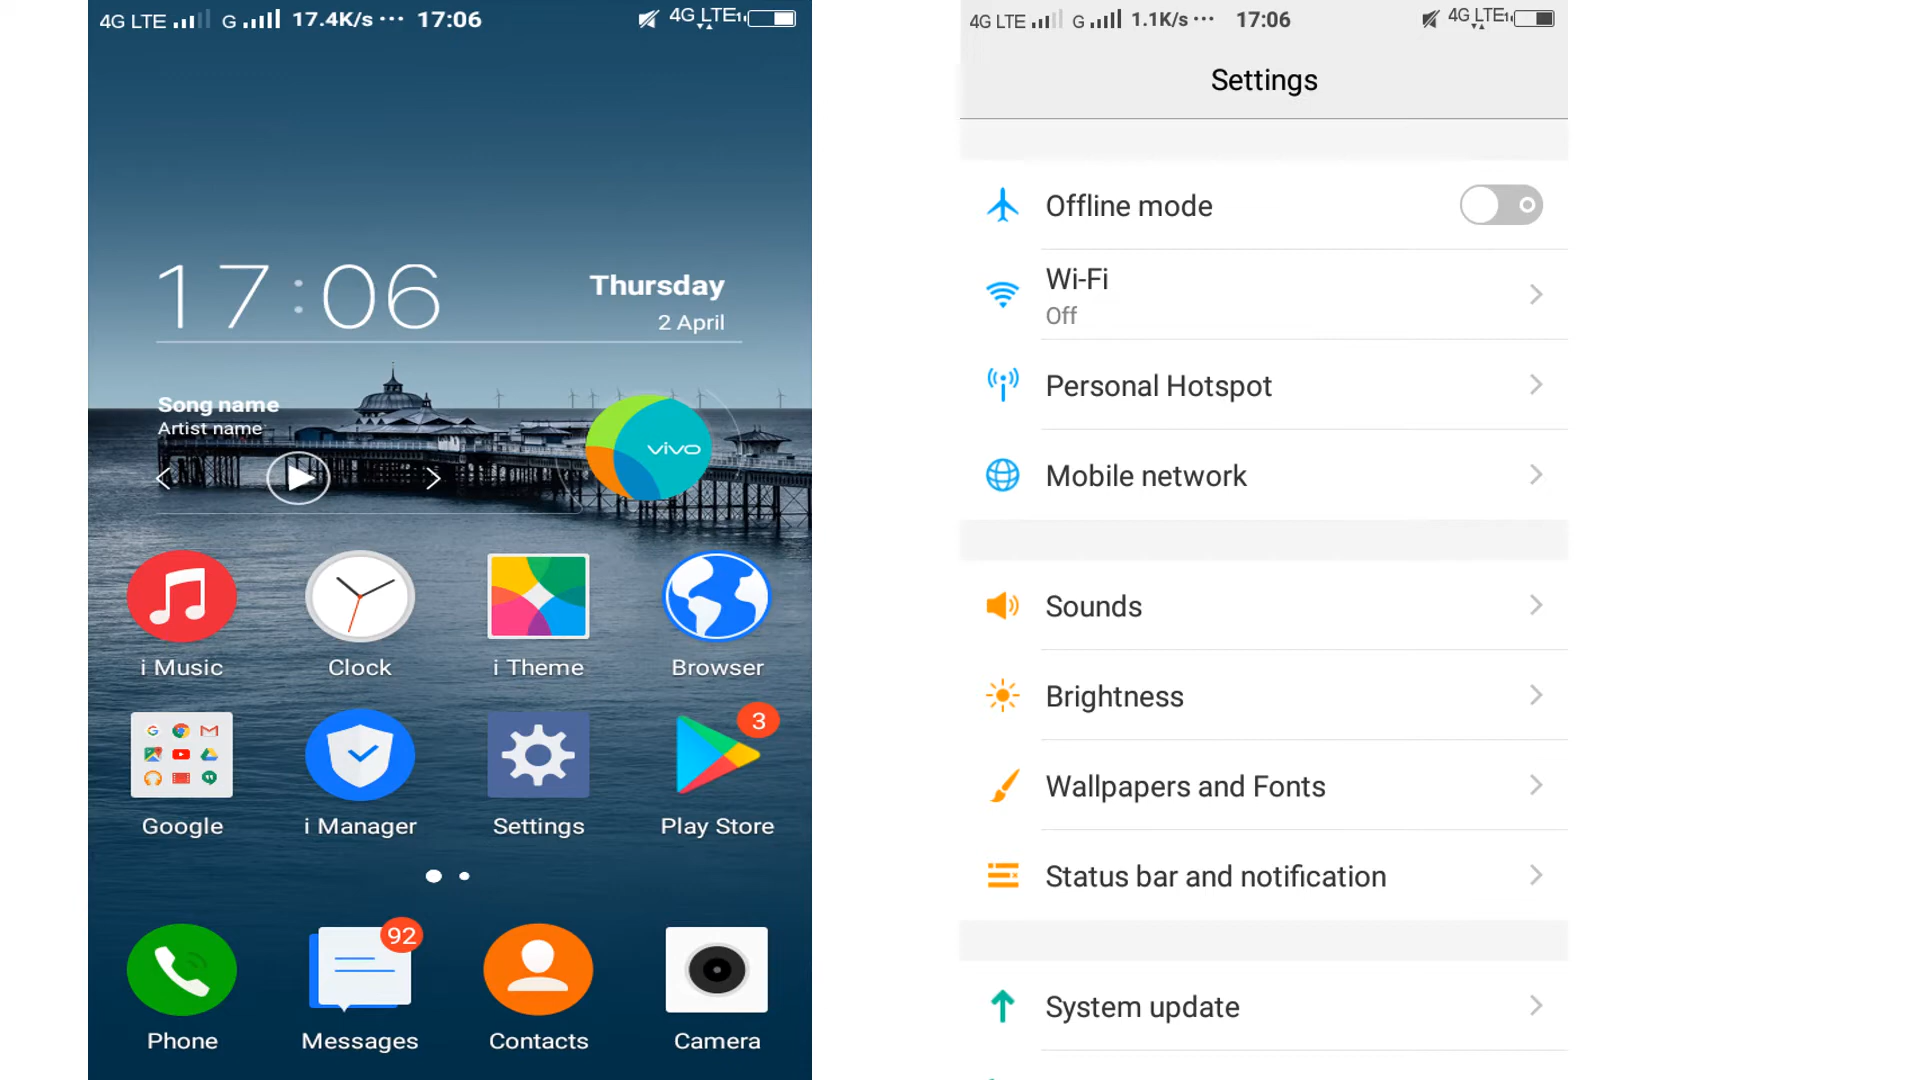 4G LTE G 17.4K/s ··· 17:06 4G LTE1
17:06
Thursday
2 April
Song name
Artist name
vivo
i Music
Clock
i Theme
Browser
Google
i Manager
Settings
3
Play Store
Phone
92
Messages
Contacts
Camera
4G LTE G 1.1K/s ··· 17:06 4G LTE1
Settings
Offline mode
Wi-Fi
Off
Personal Hotspot
Mobile network
Sounds
Brightness
Wallpapers and Fonts
Status bar and notification
System update